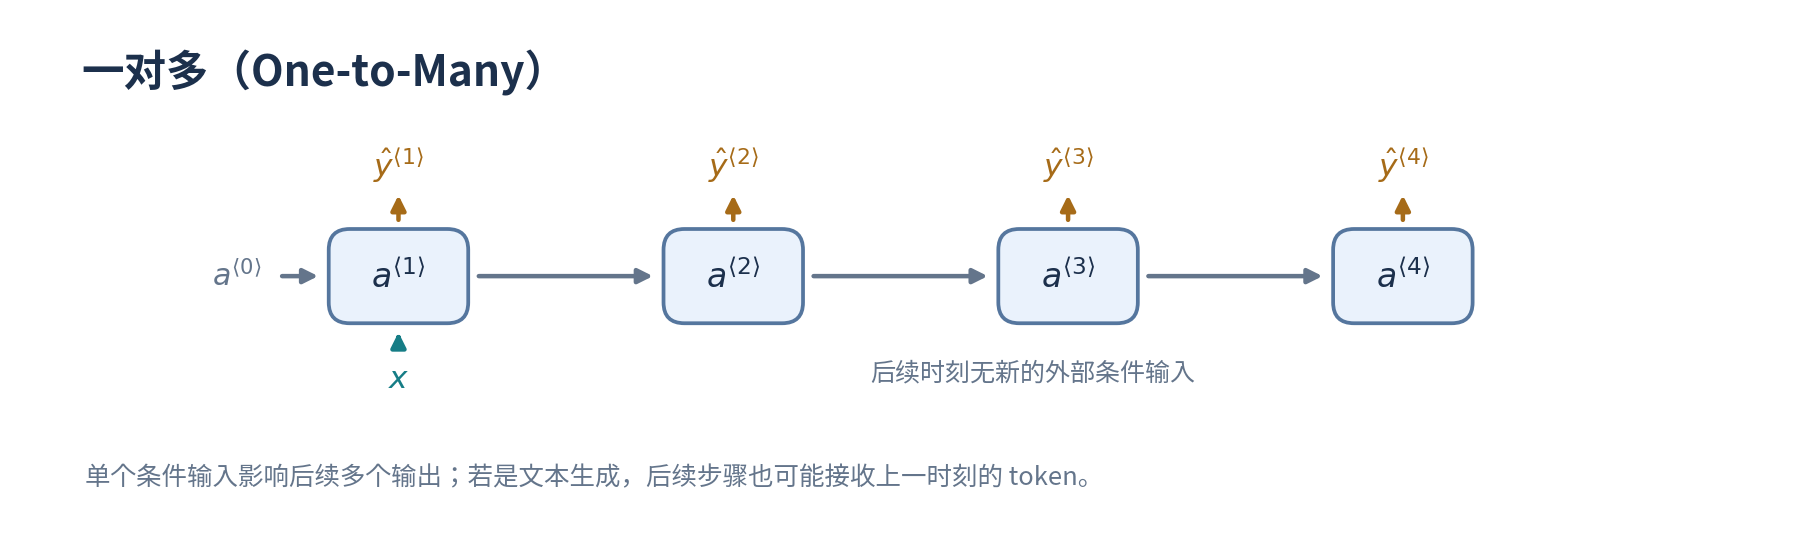 一对多（One-to-Many）
ŷ⟨1⟩ ŷ⟨2⟩ ŷ⟨3⟩ ŷ⟨4⟩
a⟨0⟩ a⟨1⟩ a⟨2⟩ a⟨3⟩ a⟨4⟩
x 后续时刻无新的外部条件输入
单个条件输入影响后续多个输出；若是文本生成，后续步骤也可能接收上一时刻的 token。